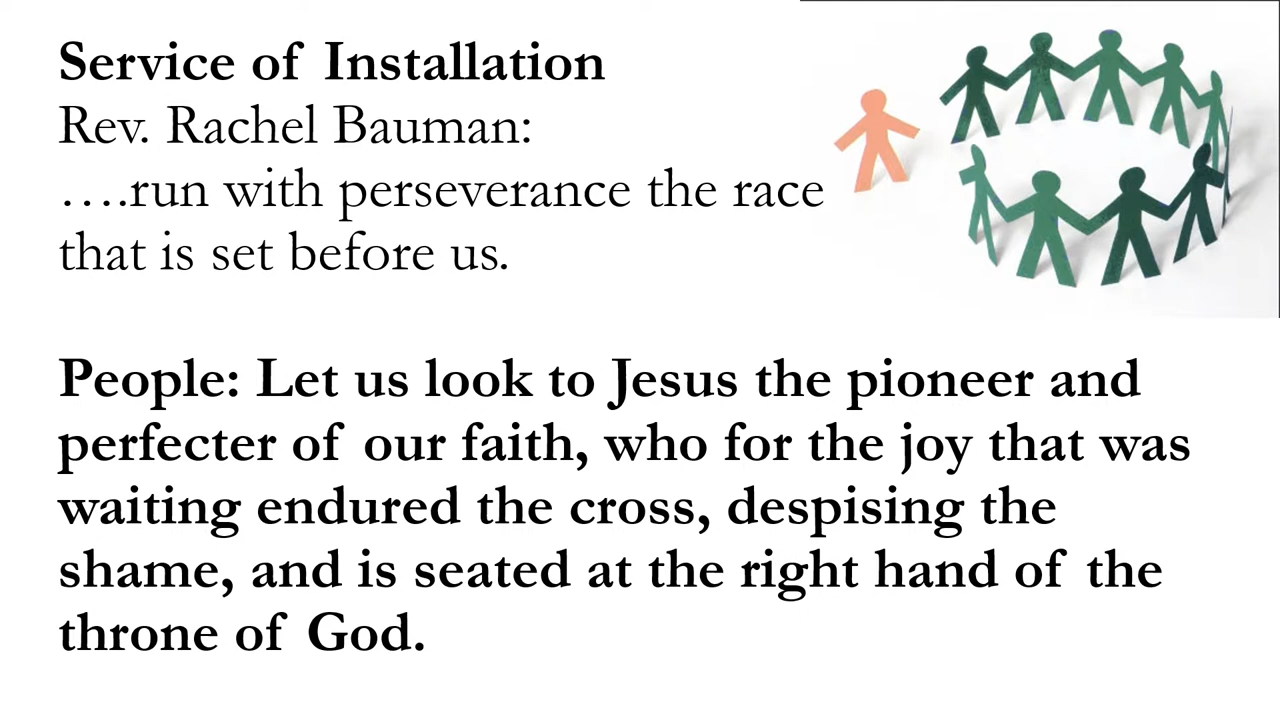 Service of Installation
Rev. Rachel Bauman:
….run with perseverance the race
that is set before us.
People: Let us look to Jesus the pioneer and
perfecter of our faith, who for the joy that was
waiting endured the cross, despising the
shame, and is seated at the right hand of the
throne of God.